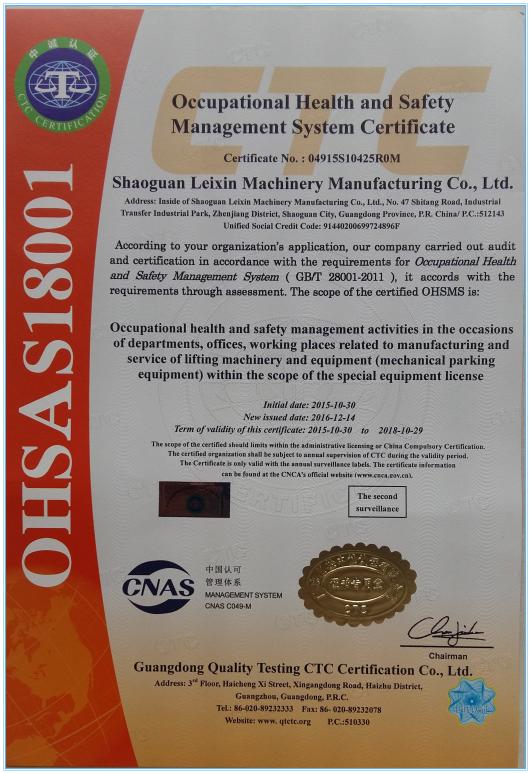 中诚认证
CTC CERTIFICATION
CTC
OHSAS18001
Occupational Health and Safety
Management System Certificate
Certificate No. : 04915S10425R0M
Shaoguan Leixin Machinery Manufacturing Co., Ltd.
Address: Inside of Shaoguan Leixin Machinery Manufacturing Co., Ltd., No. 47 Shitang Road, Industrial
Transfer Industrial Park, Zhenjiang District, Shaoguan City, Guangdong Province, P.R. China/ P.C.:512143
Unified Social Credit Code: 91440200699724896F
According to your organization's application, our company carried out audit
and certification in accordance with the requirements for Occupational Health
and Safety Management System ( GB/T 28001-2011 ), it accords with the
requirements through assessment. The scope of the certified OHSMS is:
Occupational health and safety management activities in the occasions
of departments, offices, working places related to manufacturing and
service of lifting machinery and equipment (mechanical parking
equipment) within the scope of the special equipment license
Initial date: 2015-10-30
New issued date: 2016-12-14
Term of validity of this certificate: 2015-10-30 to 2018-10-29
The scope of the certified should limits within the administrative licensing or China Compulsory Certification.
The certified organization shall be subject to annual supervision of CTC during the validity period.
The Certificate is only valid with the annual surveillance labels. The certificate information
can be found at the CNCA's official website (www.cnca.gov.cn).
The second
surveillance
CNAS
中国认可
管理体系
MANAGEMENT SYSTEM
CNAS C049-M
CTC
Chairman
Guangdong Quality Testing CTC Certification Co., Ltd.
Address: 3rd Floor, Haicheng Xi Street, Xingangdong Road, Haizhu District,
Guangzhou, Guangdong, P.R.C.
Tel.: 86-020-89232333 Fax: 86- 020-89232078
Website: www. qtctc.org P.C.:510330